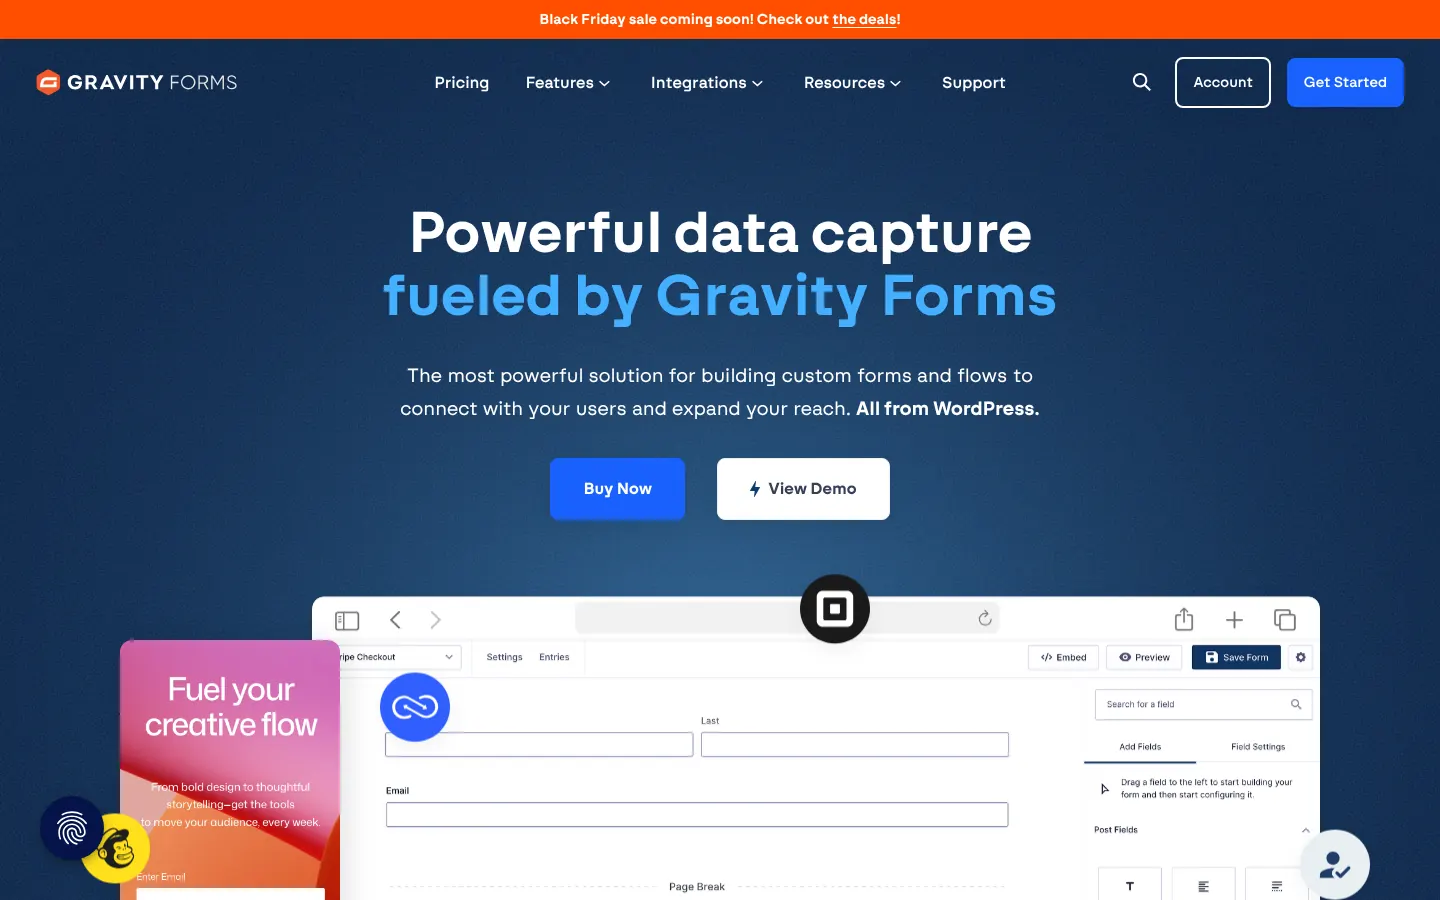 Black Friday sale coming soon! Check out the deals!
GRAVITY FORMS
Pricing
Features
Integrations
Resources
Support
Account
Get Started
Powerful data capture
fueled by Gravity Forms
The most powerful solution for building custom forms and flows to
connect with your users and expand your reach. All from WordPress.
Buy Now
View Demo
ripe Checkout
Settings
Entries
Embed
Preview
Save Form
Fuel your
creative flow
From bold design to thoughtful
storytelling—get the tools
to move your audience, every week.
Enter Email
Last
Email
Page Break
Search for a field
Add Fields
Field Settings
Drag a field to the left to start building your
form and then start configuring it.
Post Fields
T